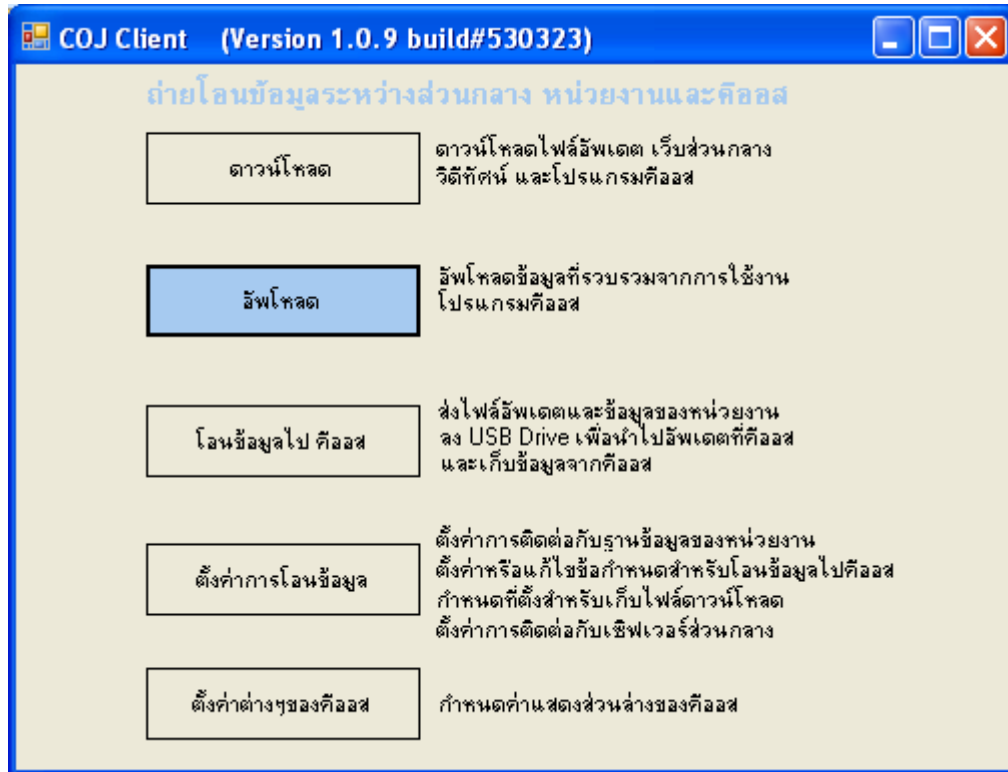 COJ Client (Version 1.0.9 build#530323)
ถ่ายโอนข้อมูลระหว่างส่วนกลาง หน่วยงานและคีออส
ดาวน์โหลด
ดาวน์โหลดไฟล์อัพเดต เว็บส่วนกลาง
วิดีทัศน์ และโปรแกรมคีออส
อัพโหลด
อัพโหลดข้อมูลที่รวบรวมจากการใช้งาน
โปรแกรมคีออส
โอนข้อมูลไป คีออส
ส่งไฟล์อัพเดตและข้อมูลของหน่วยงาน
ลง USB Drive เพื่อนำไปอัพเดตที่คีออส
และเก็บข้อมูลจากคีออส
ตั้งค่าการโอนข้อมูล
ตั้งค่าการติดต่อกับฐานข้อมูลของหน่วยงาน
ตั้งค่าหรือแก้ไขข้อกำหนดสำหรับโอนข้อมูลไปคีออส
กำหนดที่ตั้งสำหรับเก็บไฟล์ดาวน์โหลด
ตั้งค่าการติดต่อกับเซิฟเวอร์ส่วนกลาง
ตั้งค่าต่างๆของคีออส
กำหนดค่าแสดงส่วนล่างของคีออส